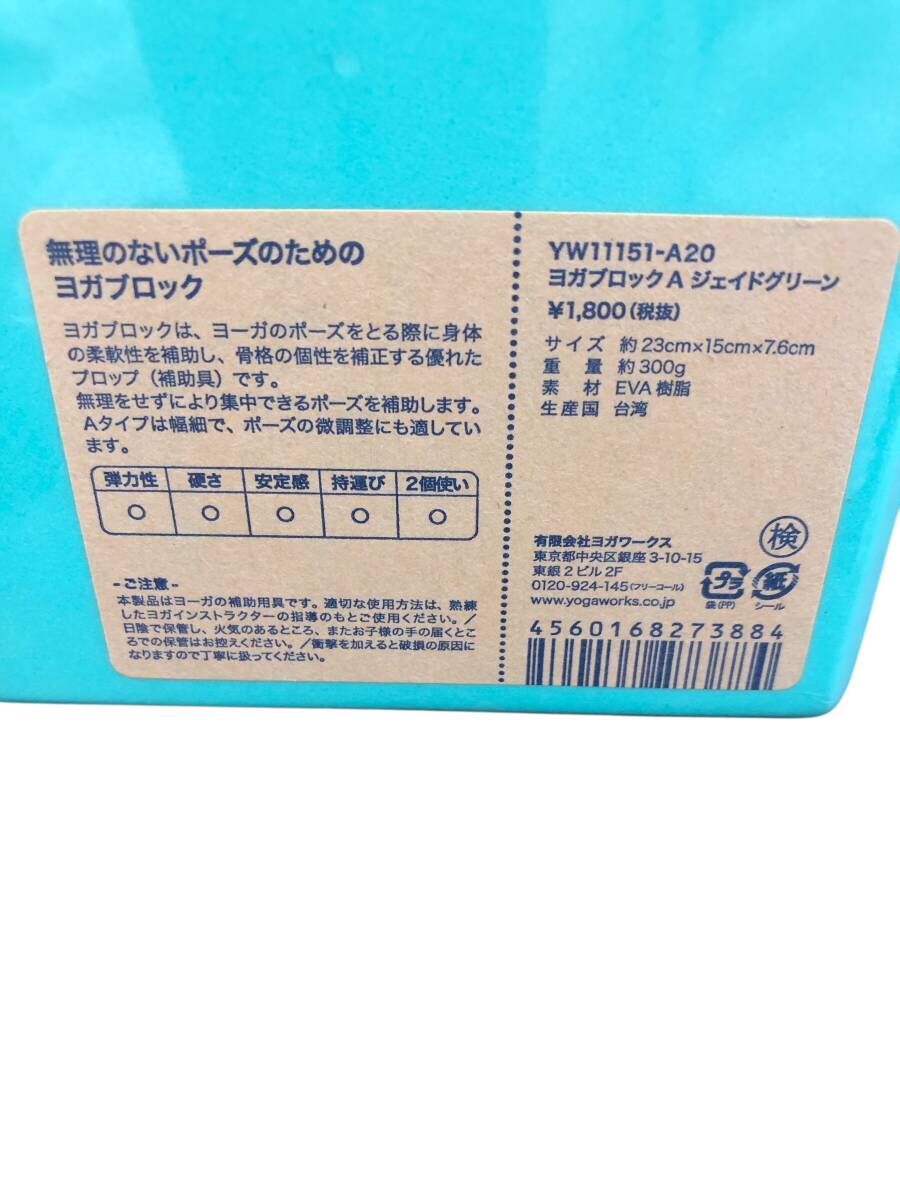 無理のないポーズのための
ヨガブロック
ヨガブロックは、ヨーガのポーズをとる際に身体
の柔軟性を補助し、骨格の個性を補正する優れた
プロップ（補助具）です。
無理をせずにより集中できるポーズを補助します。
Aタイプは幅細で、ポーズの微調整にも適してい
ます。
弾力性 硬さ 安定感 持運び 2個使い
○ ○ ○ ○ ○
- ご注意 -
本製品はヨーガの補助用具です。適切な使用方法は、熟練
したヨガインストラクターの指導のもとご使用ください。／
日陰で保管し、火気のあるところ、またお子様の手の届くとこ
ろでの保管はお控えください。／衝撃を加えると破損の原因に
なりますので丁寧に扱ってください。
YW11151-A20
ヨガブロックA ジェイドグリーン
¥1,800（税抜）
サイズ 約23cm×15cm×7.6cm
重量 約300g
素材 EVA樹脂
生産国 台湾
有限会社ヨガワークス
東京都中央区銀座3-10-15
東銀2ビル2F
0120-924-145（フリーコール）
www.yogaworks.co.jp
検
プラ 紙
袋(PP) シール
4560168273884